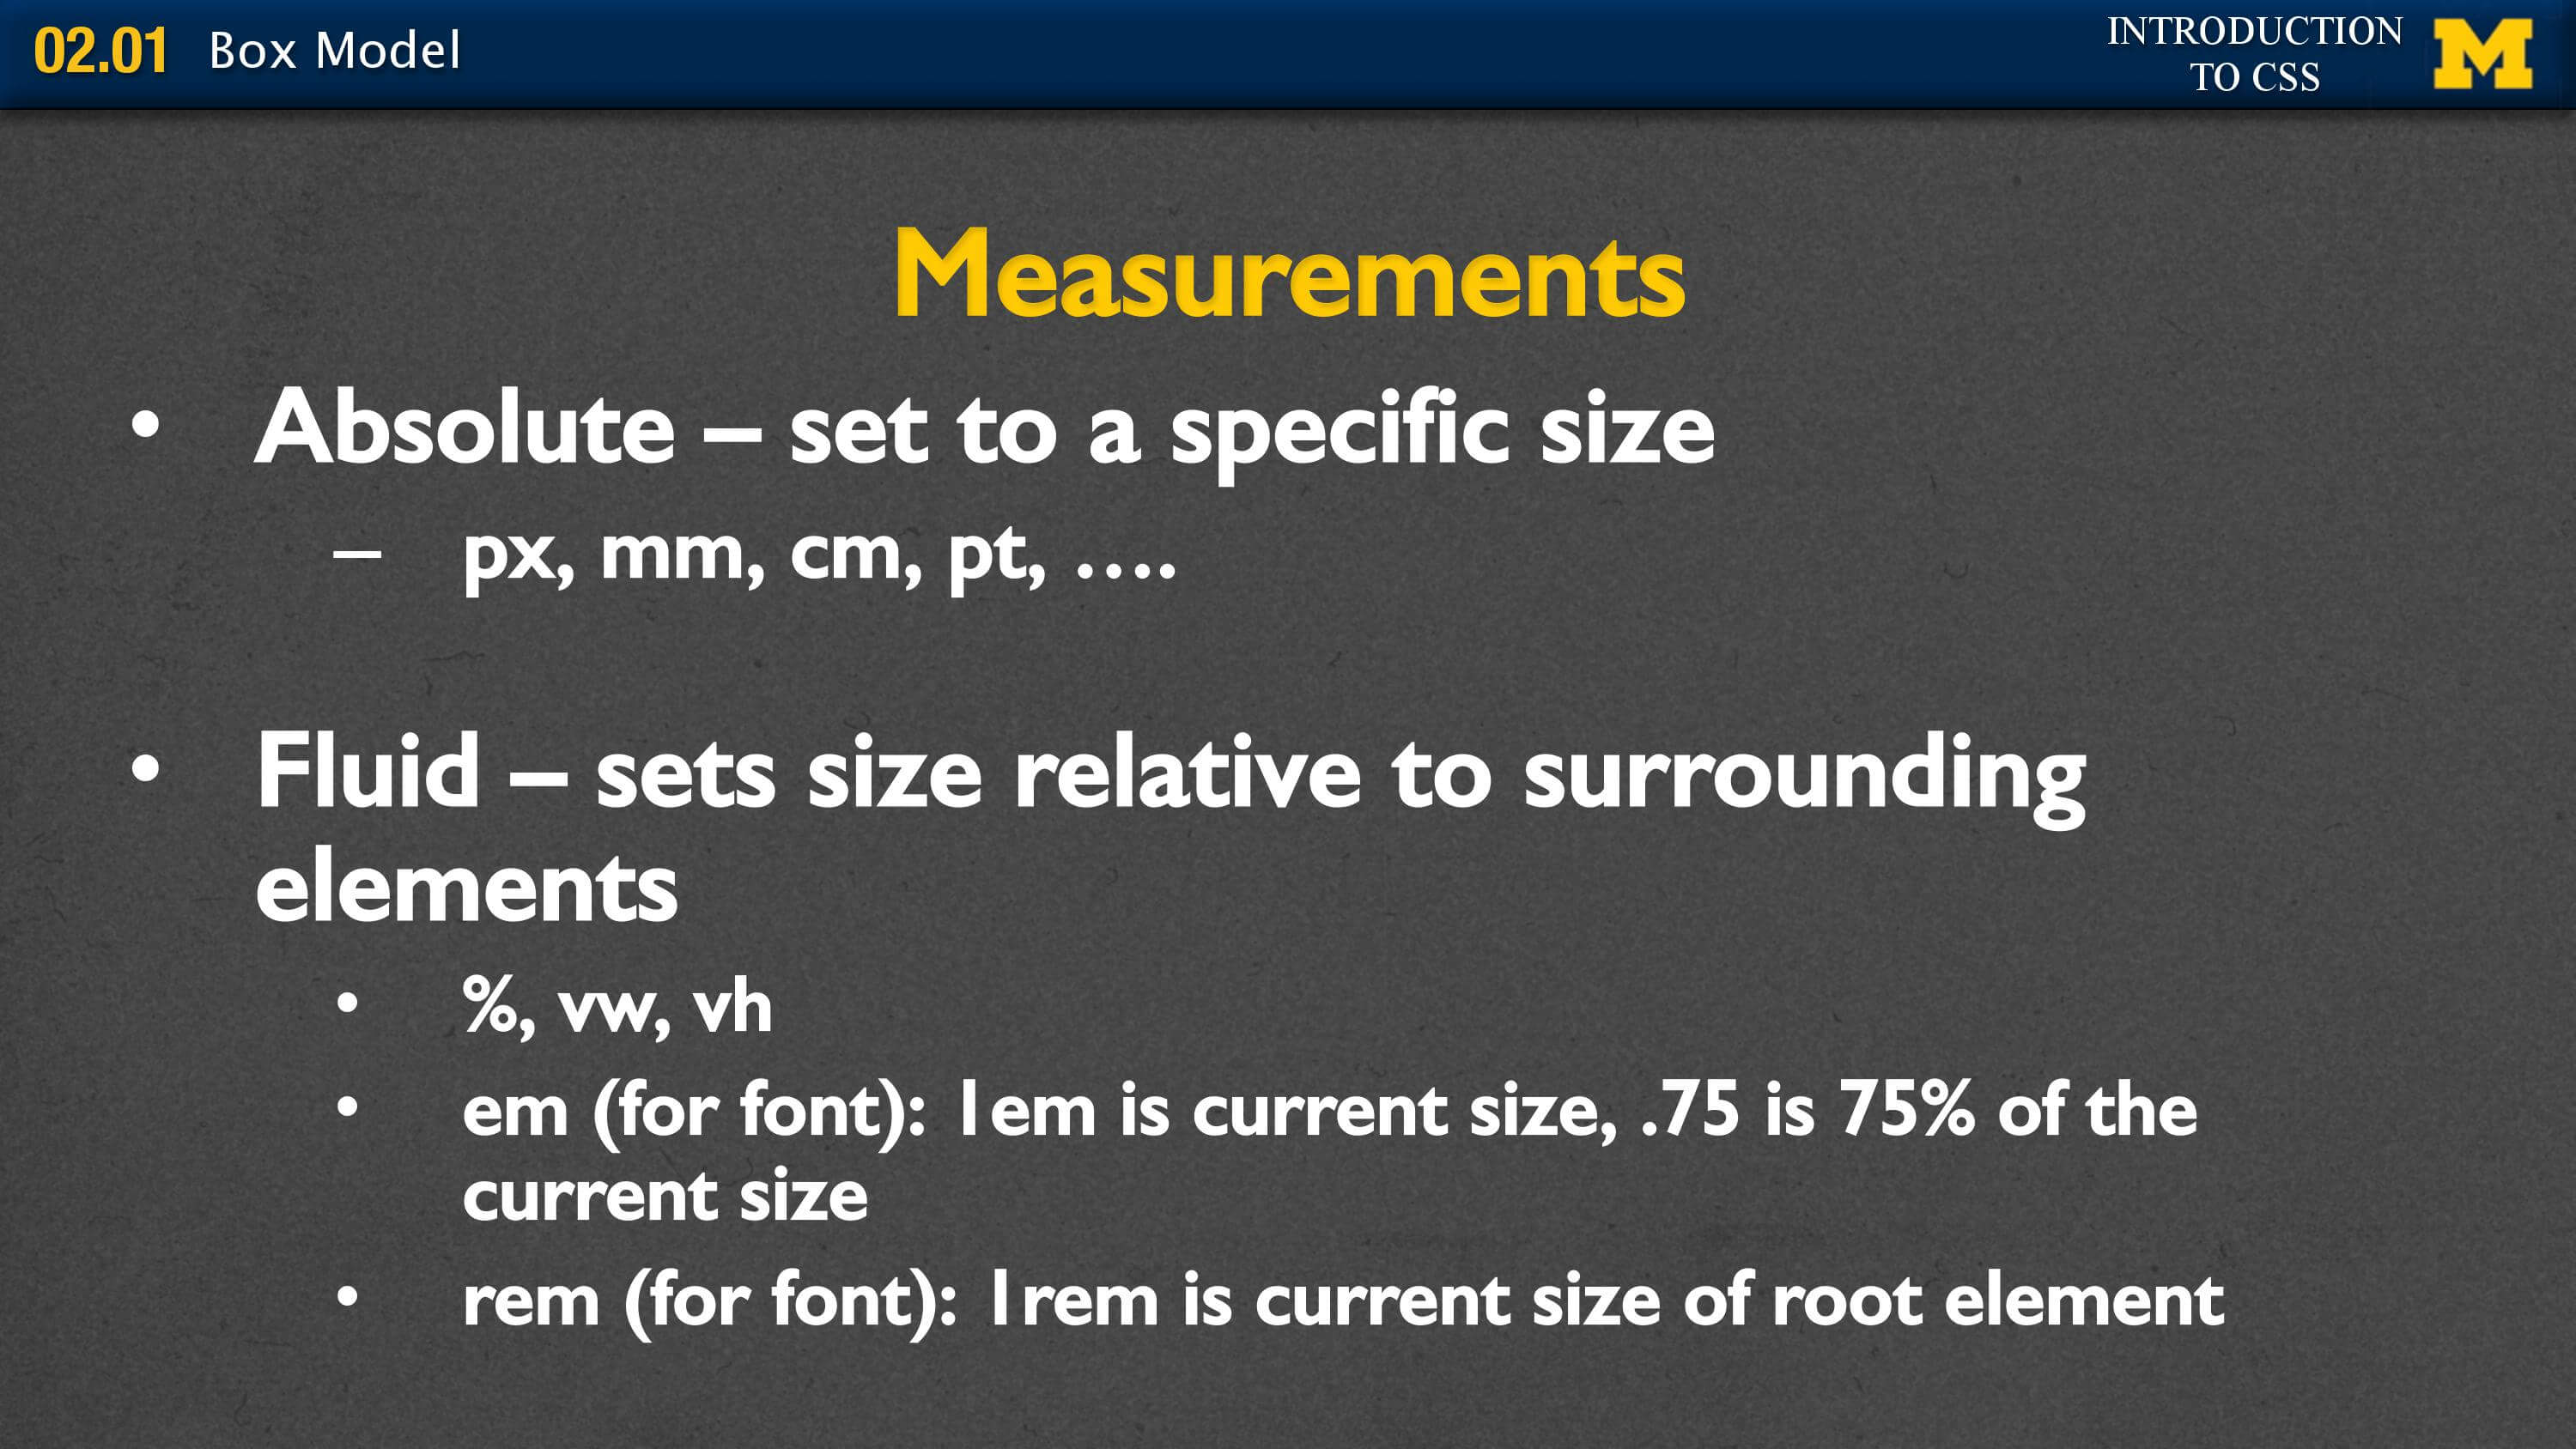 02.01 Box Model
INTRODUCTION
TO CSS
M
Measurements
• Absolute – set to a specific size
– px, mm, cm, pt, ….
• Fluid – sets size relative to surrounding
elements
• %, vw, vh
• em (for font): 1em is current size, .75 is 75% of the
current size
• rem (for font): 1rem is current size of root element